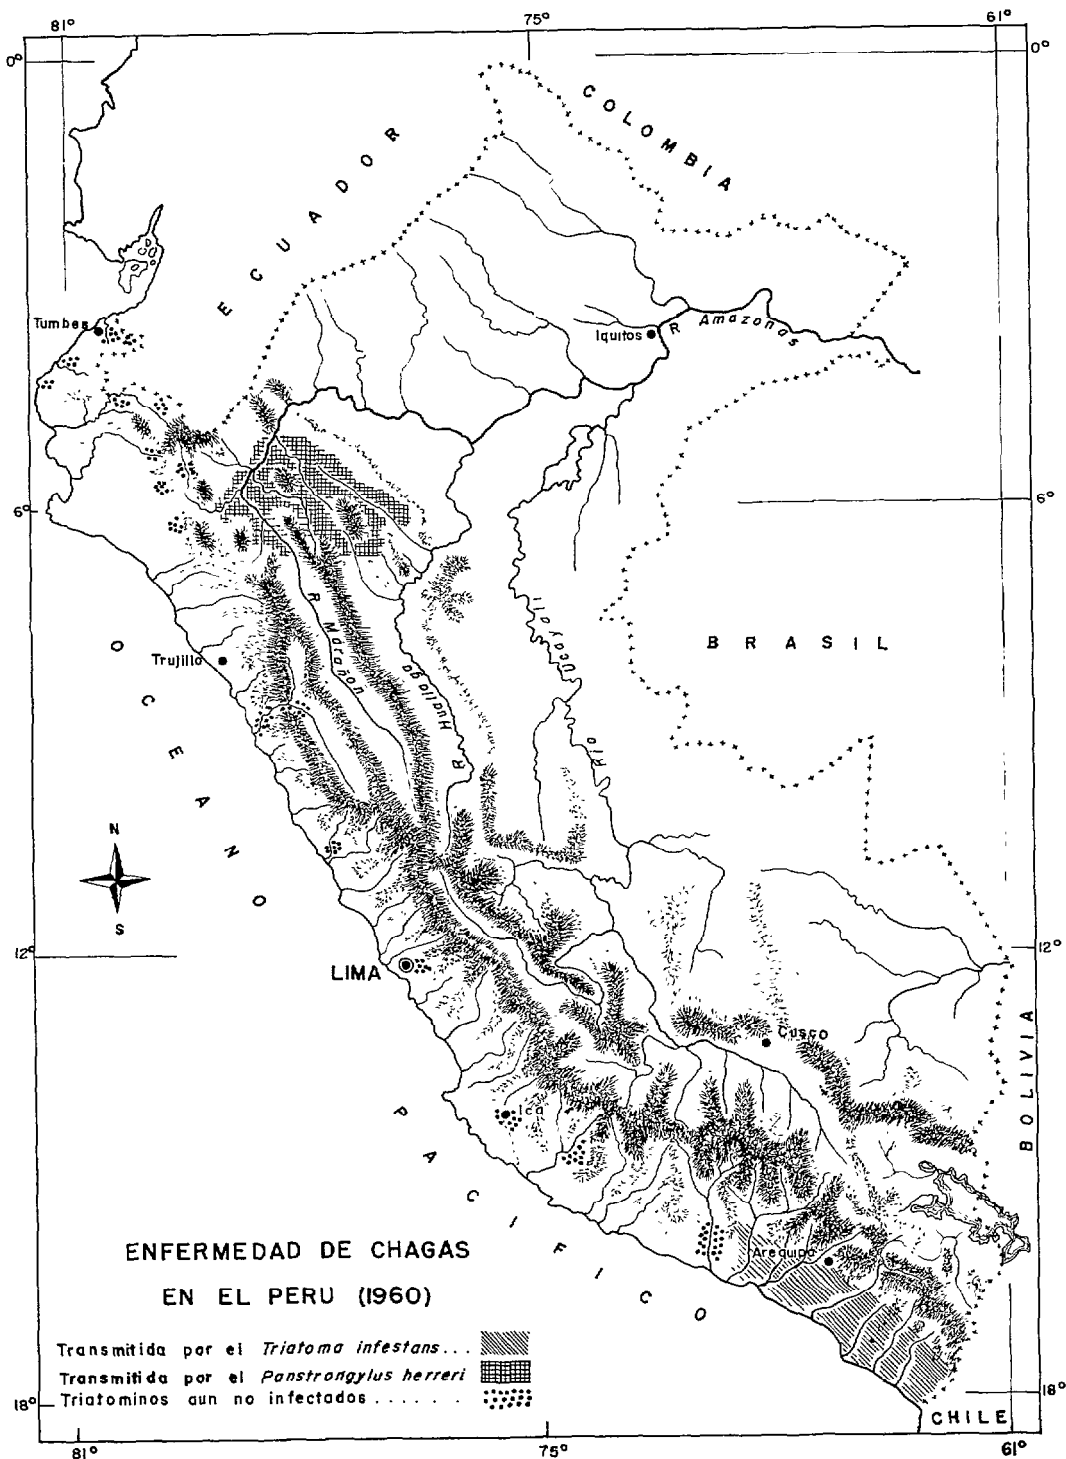 81°
75°
61°
0°
0°
COLOMBIA
ECUADOR
Tumbes
Iquitos
R Amazonas
6°
6°
BRASIL
R Marañon
Huallaga
R
Ucayali
Rio
Trujillo
OCEANO
N
S
12°
12°
LIMA
Cusco
BOLIVIA
Ica
PACIFICO
Arequipa
ENFERMEDAD DE CHAGAS
EN EL PERU (1960)
Transmitida por el Triatoma infestans...
Transmitida por el Panstrongylus herreri
Triatominos aun no infectados . . . . . .
18°
18°
CHILE
81°
75°
61°